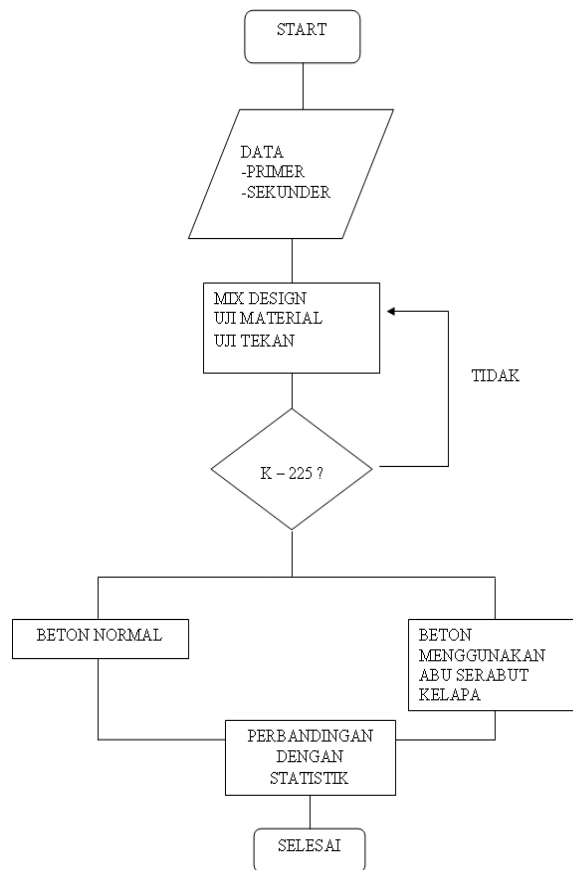 START
DATA
-PRIMER
-SEKUNDER
MIX DESIGN
UJI MATERIAL
UJI TEKAN
TIDAK
K – 225 ?
BETON NORMAL
BETON
MENGGUNAKAN
ABU SERABUT
KELAPA
PERBANDINGAN
DENGAN
STATISTIK
SELESAI